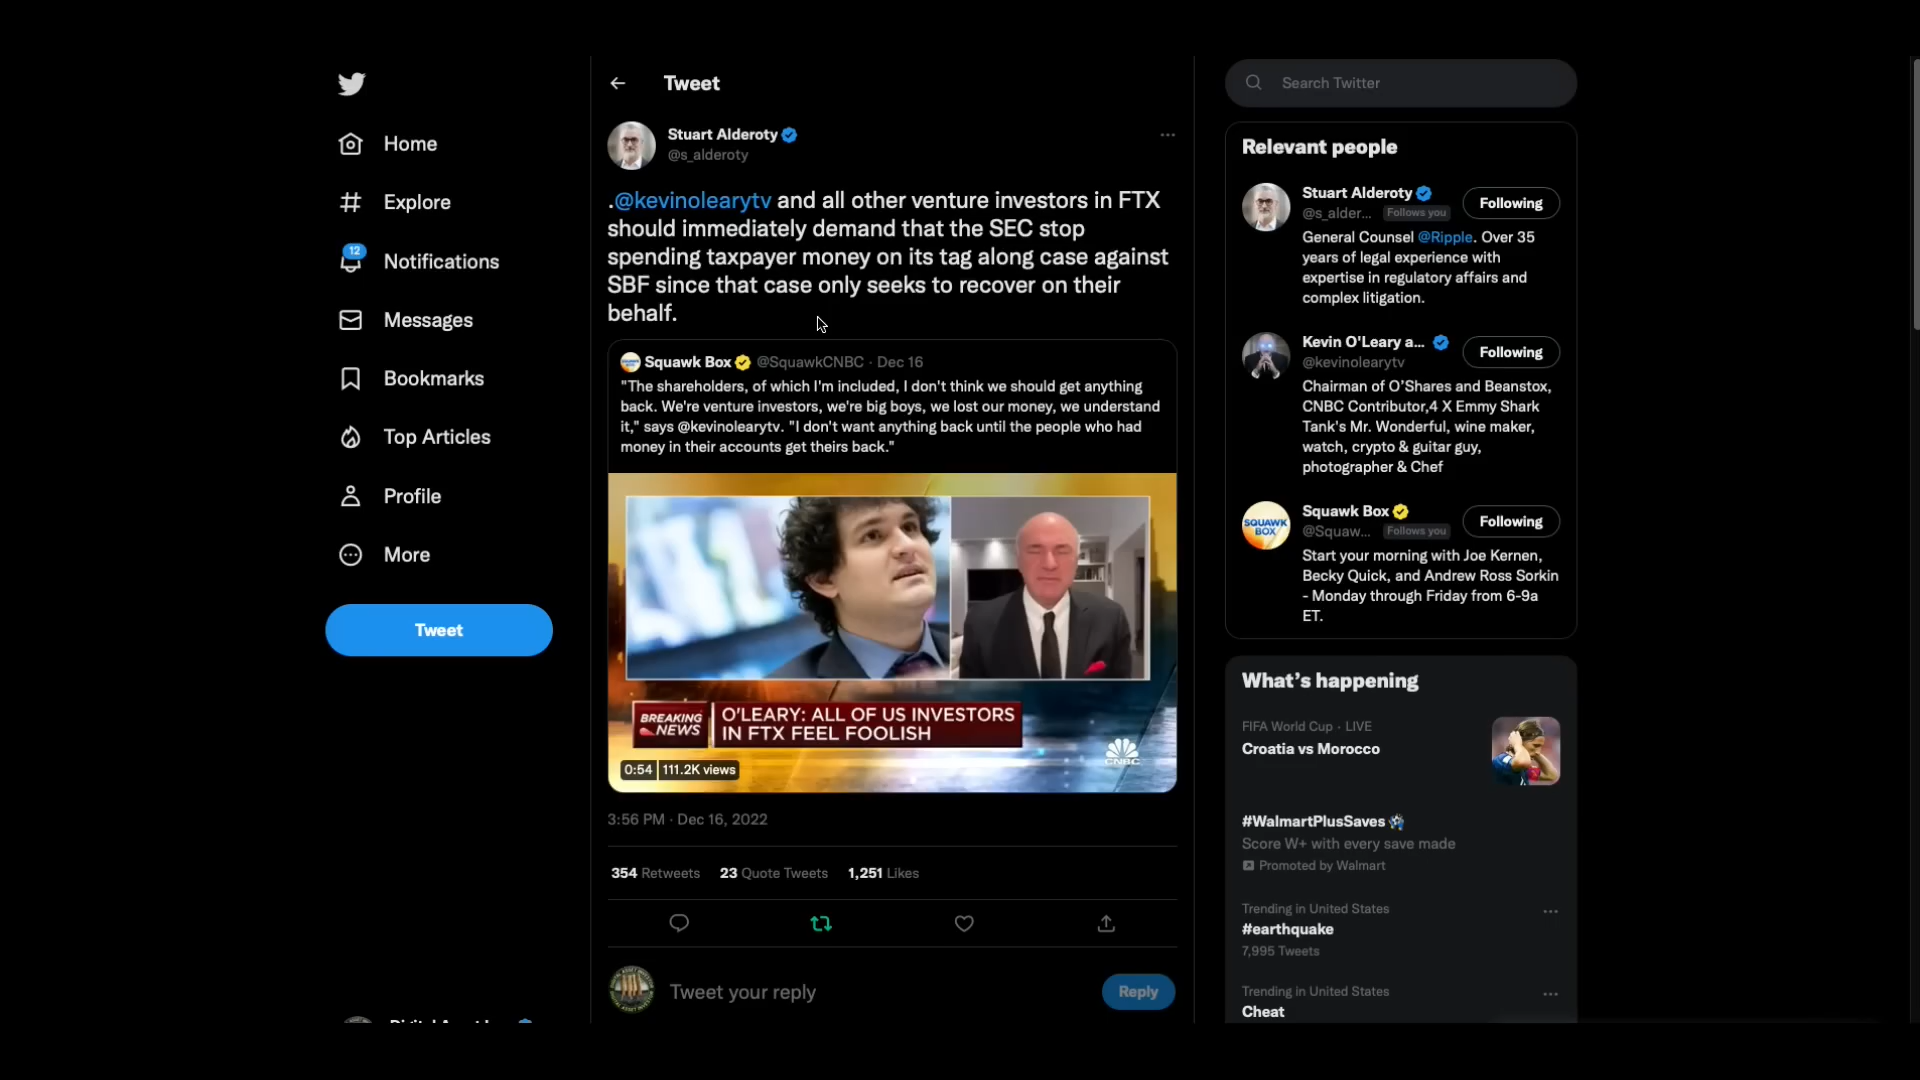 Home
Explore
12
Notifications
Messages
Bookmarks
Top Articles
Profile
More
Tweet
Tweet
Stuart Alderoty
@s_alderoty
.@kevinolearytv and all other venture investors in FTX
should immediately demand that the SEC stop
spending taxpayer money on its tag along case against
SBF since that case only seeks to recover on their
behalf.
Squawk Box @SquawkCNBC · Dec 16
"The shareholders, of which I'm included, I don't think we should get anything
back. We're venture investors, we're big boys, we lost our money, we understand
it," says @kevinolearytv. "I don't want anything back until the people who had
money in their accounts get theirs back."
BREAKING
NEWS
O'LEARY: ALL OF US INVESTORS
IN FTX FEEL FOOLISH
CNBC
0:54 111.2K views
3:56 PM · Dec 16, 2022
354 Retweets 23 Quote Tweets 1,251 Likes
Tweet your reply
Reply
Search Twitter
Relevant people
Stuart Alderoty
@s_alder... Follows you
Following
General Counsel @Ripple. Over 35
years of legal experience with
expertise in regulatory affairs and
complex litigation.
Kevin O'Leary a...
@kevinolearytv
Following
Chairman of O'Shares and Beanstox,
CNBC Contributor,4 X Emmy Shark
Tank's Mr. Wonderful, wine maker,
watch, crypto & guitar guy,
photographer & Chef
SQUAWK
BOX
Squawk Box
@Squaw... Follows you
Following
Start your morning with Joe Kernen,
Becky Quick, and Andrew Ross Sorkin
- Monday through Friday from 6-9a
ET.
What's happening
FIFA World Cup · LIVE
Croatia vs Morocco
#WalmartPlusSaves
Score W+ with every save made
Promoted by Walmart
Trending in United States
#earthquake
7,995 Tweets
Trending in United States
Cheat